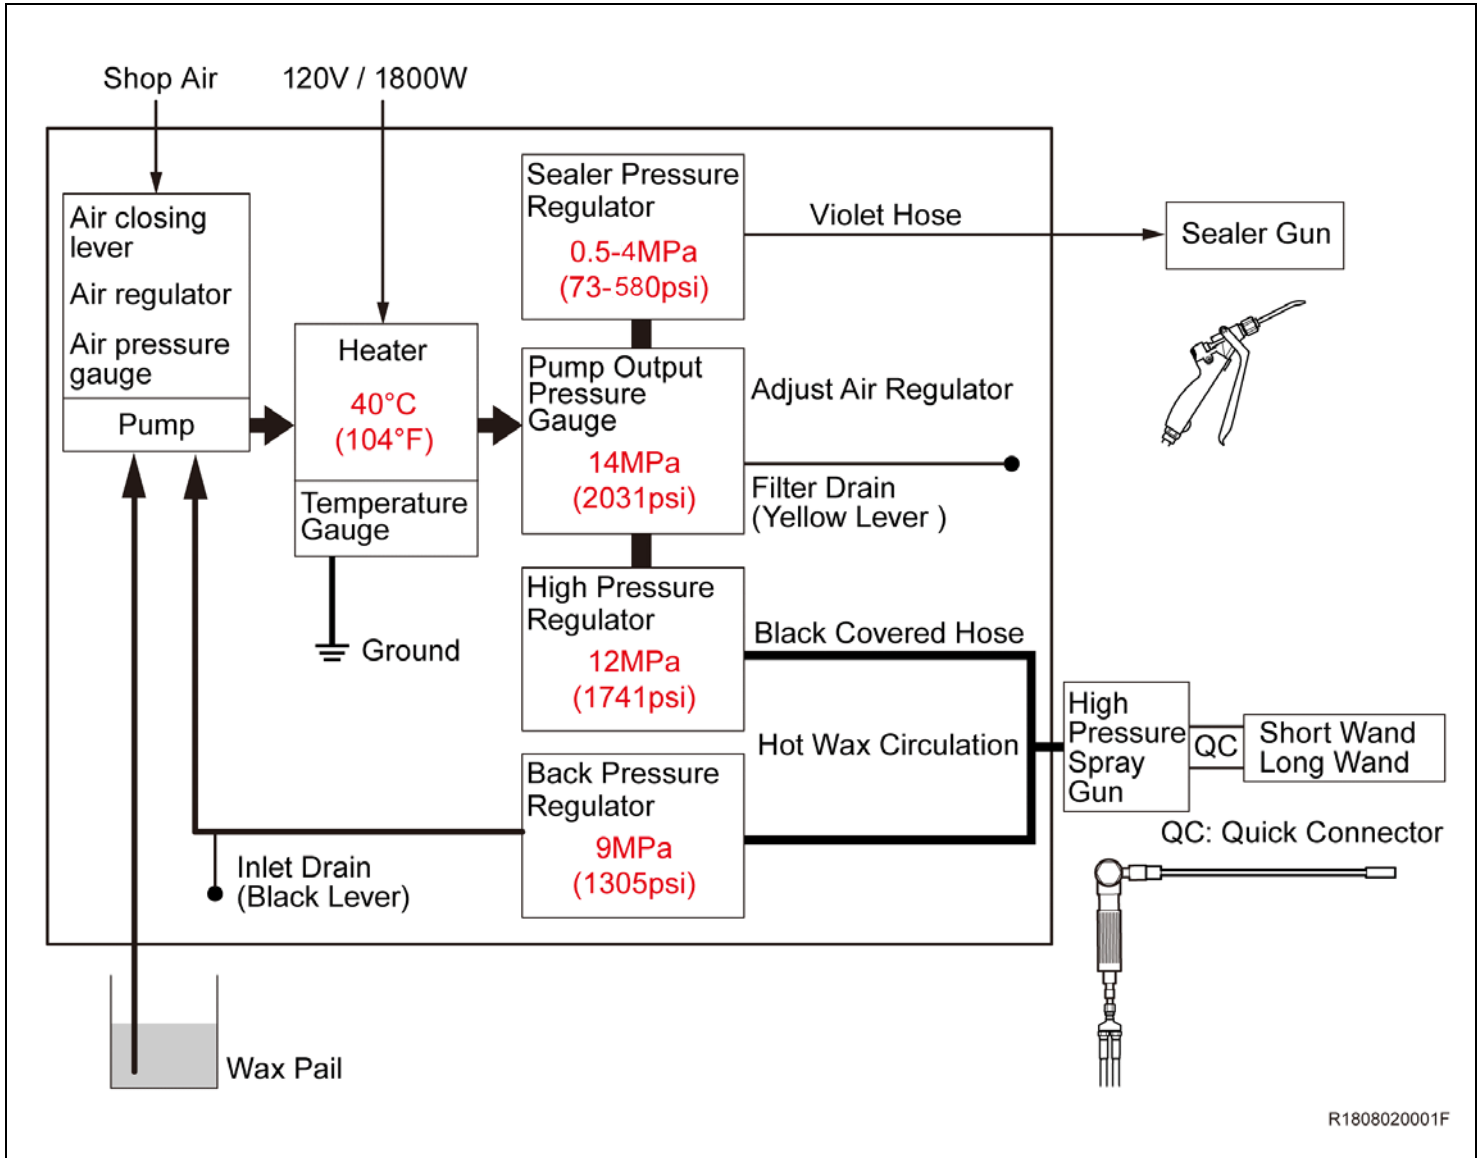 Shop Air
120V / 1800W
Air closing
lever
Air regulator
Air pressure
gauge
Pump
Heater
40°C
(104°F)
Temperature
Gauge
Ground
Sealer Pressure
Regulator
0.5-4MPa
(73-580psi)
Violet Hose
Sealer Gun
Pump Output
Pressure
Gauge
14MPa
(2031psi)
Adjust Air Regulator
Filter Drain
(Yellow Lever )
High Pressure
Regulator
12MPa
(1741psi)
Black Covered Hose
Hot Wax Circulation
Back Pressure
Regulator
9MPa
(1305psi)
High
Pressure
Spray
Gun
QC
Short Wand
Long Wand
QC: Quick Connector
Inlet Drain
(Black Lever)
Wax Pail
R1808020001F